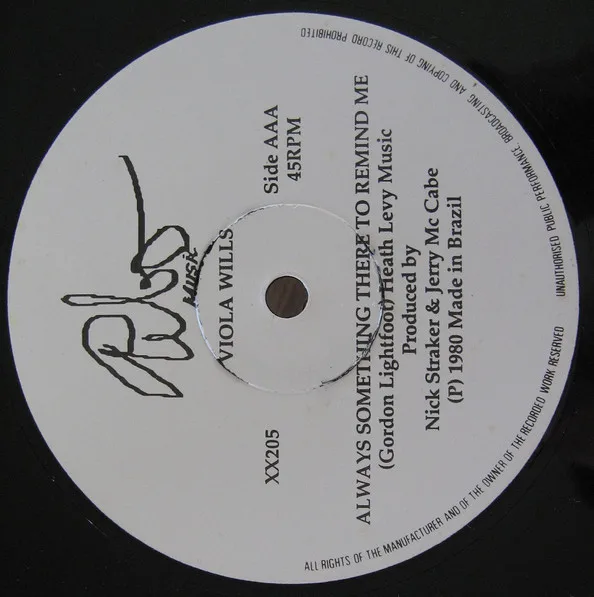 MUSIC
VIOLA WILLS
XX205
Side AAA
45RPM
ALWAYS SOMETHING THERE TO REMIND ME
(Gordon Lightfoot) Heath Levy Music
Produced by
Nick Straker & Jerry Mc Cabe
(P) 1980 Made in Brazil
ALL RIGHTS OF THE MANUFACTURER AND OF THE OWNER OF THE RECORDED WORK RESERVED UNAUTHORISED PUBLIC PERFORMANCE, BROADCASTING AND COPYING OF THIS RECORD PROHIBITED